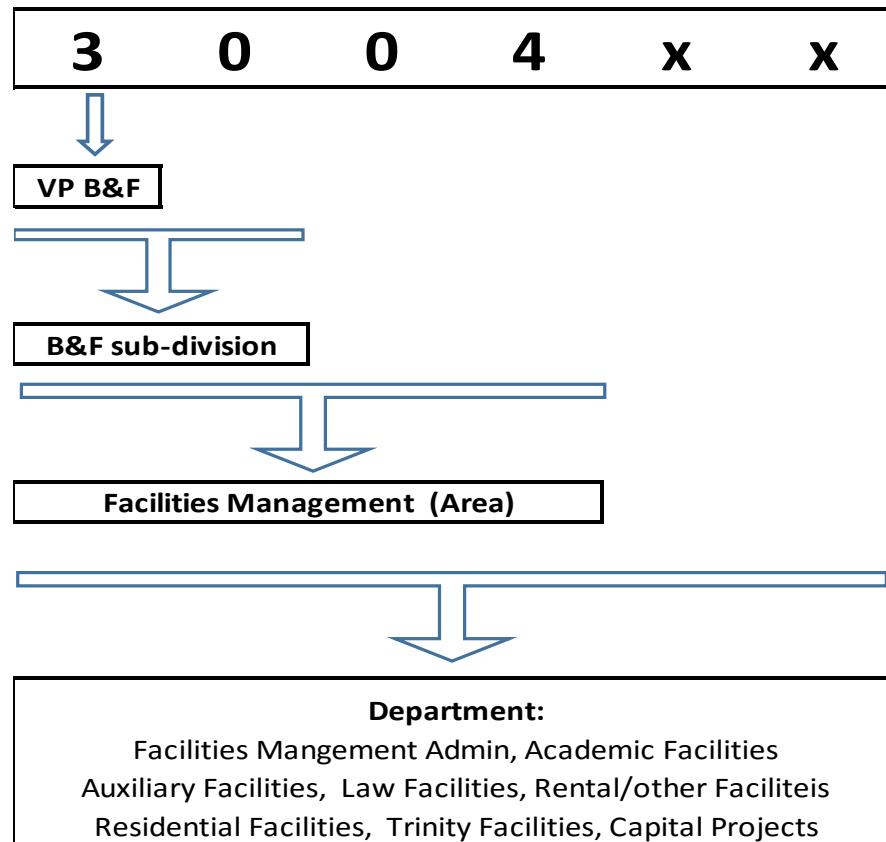 3 0 0 4 x x
VP B&F
B&F sub-division
Facilities Management (Area)
Department:
Facilities Mangement Admin, Academic Facilities
Auxiliary Facilities, Law Facilities, Rental/other Faciliteis
Residential Facilities, Trinity Facilities, Capital Projects